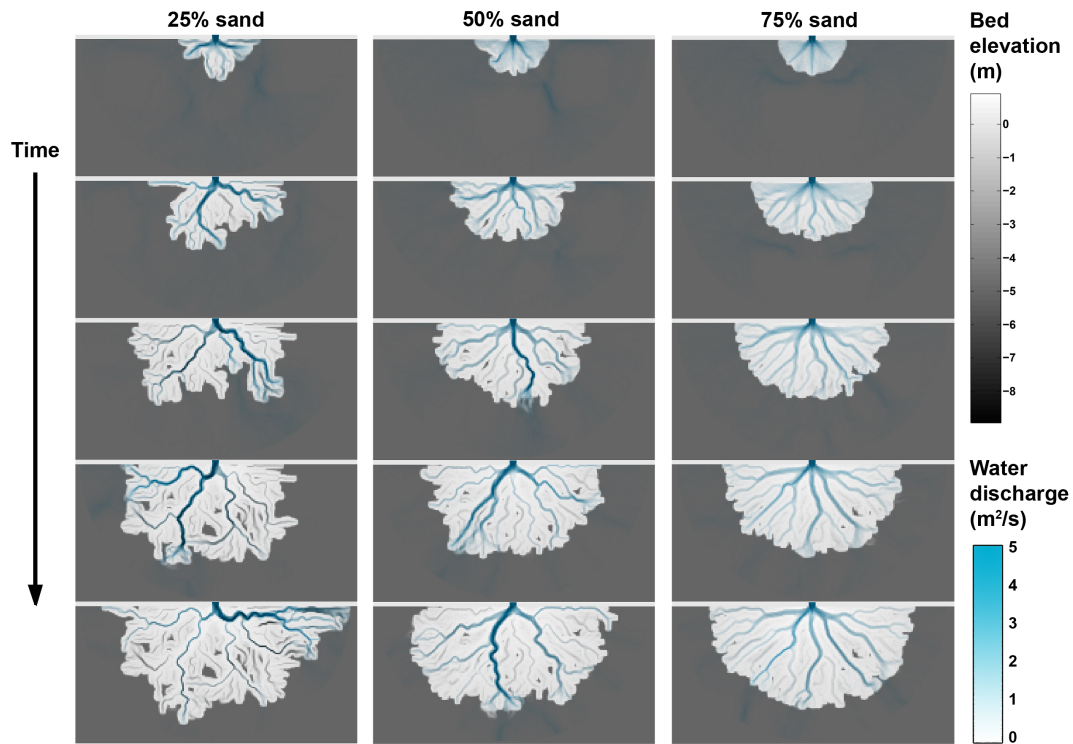 25% sand
50% sand
75% sand
Bed
elevation
(m)
0
−1
−2
−3
−4
−5
−6
−7
−8
Time
Water
discharge
(m²/s)
5
4
3
2
1
0